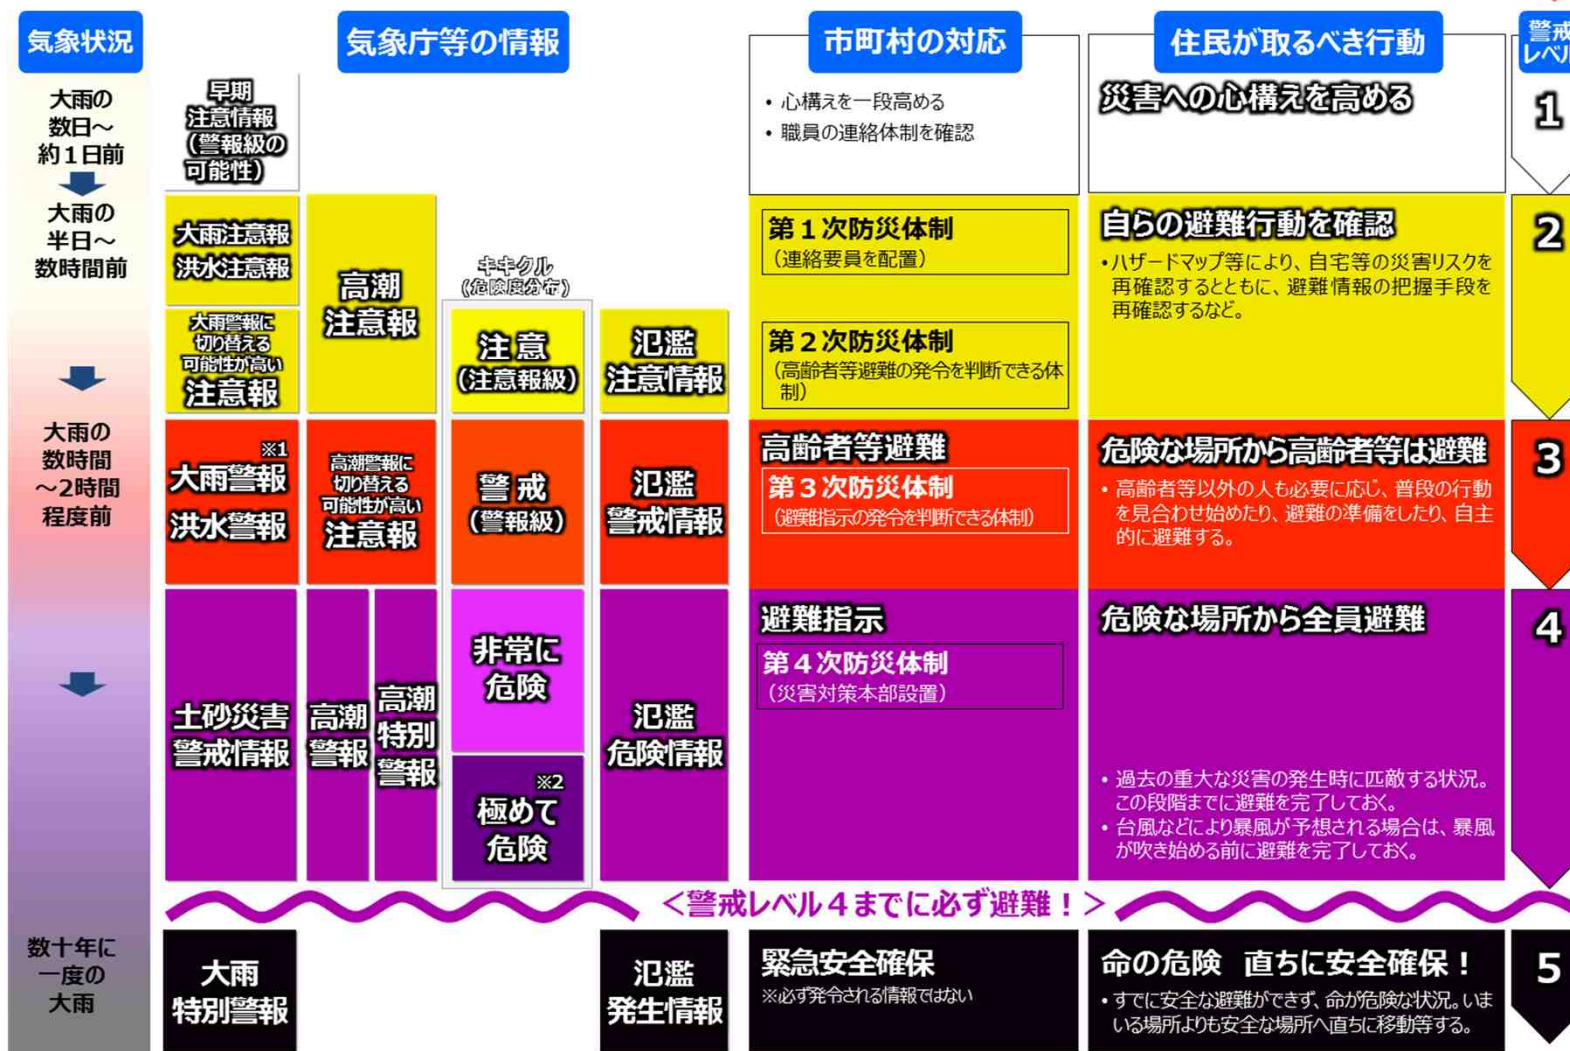 気象状況
気象庁等の情報
市町村の対応
住民が取るべき行動
警戒
レベル
大雨の
数日～
約１日前
早期
注意情報
（警報級の
可能性）
• 心構えを一段高める
• 職員の連絡体制を確認
災害への心構えを高める
1
大雨の
半日～
数時間前
大雨注意報
洪水注意報
高潮
注意報
キキクル
（危険度分布）
第１次防災体制
（連絡要員を配置）
自らの避難行動を確認
•ハザードマップ等により、自宅等の災害リスクを
再確認するとともに、避難情報の把握手段を
再確認するなど。
2
大雨警報に
切り替える
可能性が高い
注意報
注意
（注意報級）
氾濫
注意情報
第２次防災体制
（高齢者等避難の発令を判断できる体
制）
大雨の
数時間
～2時間
程度前
※1
大雨警報
洪水警報
高潮警報に
切り替える
可能性が高い
注意報
警戒
（警報級）
氾濫
警戒情報
高齢者等避難
第３次防災体制
（避難指示の発令を判断できる体制）
危険な場所から高齢者等は避難
• 高齢者等以外の人も必要に応じ、普段の行動
を見合わせ始めたり、避難の準備をしたり、自主
的に避難する。
3
土砂災害
警戒情報
高潮
警報
高潮
特別
警報
非常に
危険
※2
極めて
危険
氾濫
危険情報
避難指示
第４次防災体制
（災害対策本部設置）
危険な場所から全員避難
• 過去の重大な災害の発生時に匹敵する状況。
この段階までに避難を完了しておく。
• 台風などにより暴風が予想される場合は、暴風
が吹き始める前に避難を完了しておく。
4
＜警戒レベル４までに必ず避難！＞
数十年に
一度の
大雨
大雨
特別警報
氾濫
発生情報
緊急安全確保
※必ず発令される情報ではない
命の危険 直ちに安全確保！
• すでに安全な避難ができず、命が危険な状況。いま
いる場所よりも安全な場所へ直ちに移動等する。
5